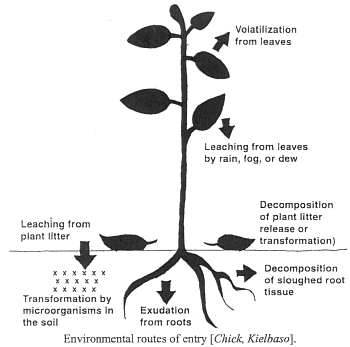 Volatilization
from leaves
Leaching from leaves
by rain, fog, or dew
Leaching from
plant litter
Decomposition
of plant litter
release or
transformation)
x x x x x
x x x x x
x x x x
Transformation by
microorganisms in
the soil
Exudation
from roots
Decomposition
of sloughed root
tissue
Environmental routes of entry [Chick, Kielbaso].